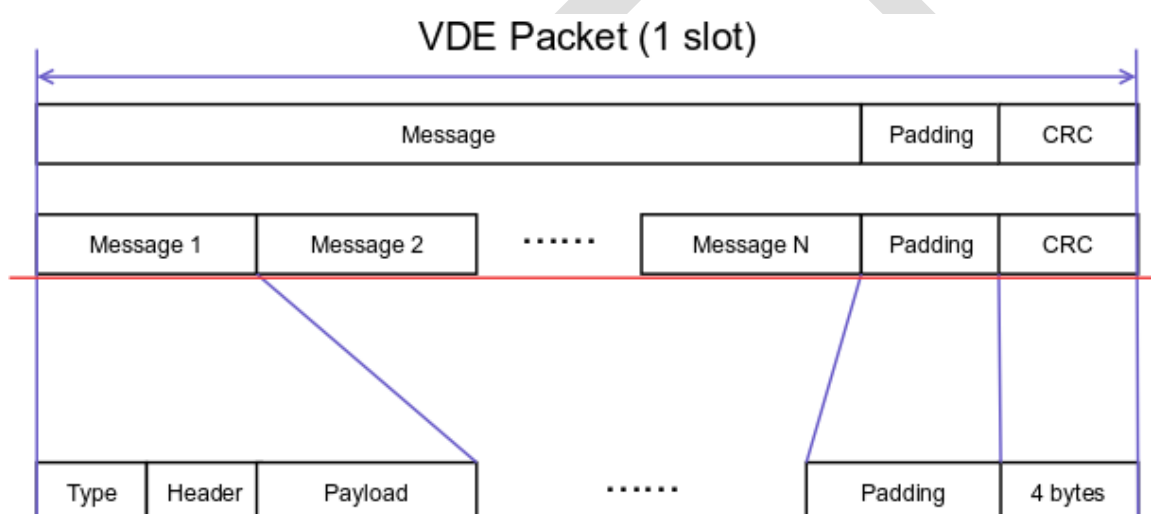 VDE Packet (1 slot)
Message Padding CRC
Message 1 Message 2 ...... Message N Padding CRC
Type Header Payload ...... Padding 4 bytes